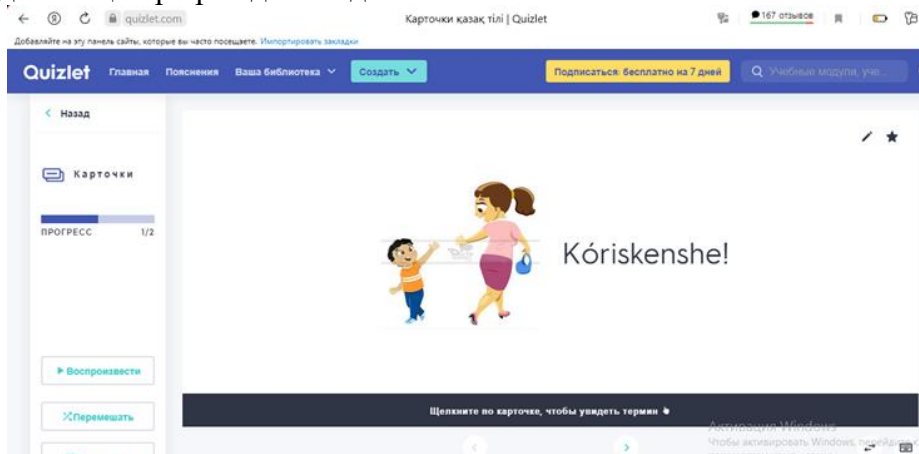 quizlet.com
Карточки қазақ тілі | Quizlet
167 отзывов
Добавляйте на эту панель сайты, которые вы часто посещаете. Импортировать закладки
Quizlet
Главная
Пояснения
Ваша библиотека
Создать
Подписаться: бесплатно на 7 дней
Учебные модули, уче...
Назад
Карточки
ПРОГРЕСС 1/2
Kóriskenshe!
Воспроизвести
Перемешать
Щелкните по карточке, чтобы увидеть термин
Активация Windows
Чтобы активировать Windows,